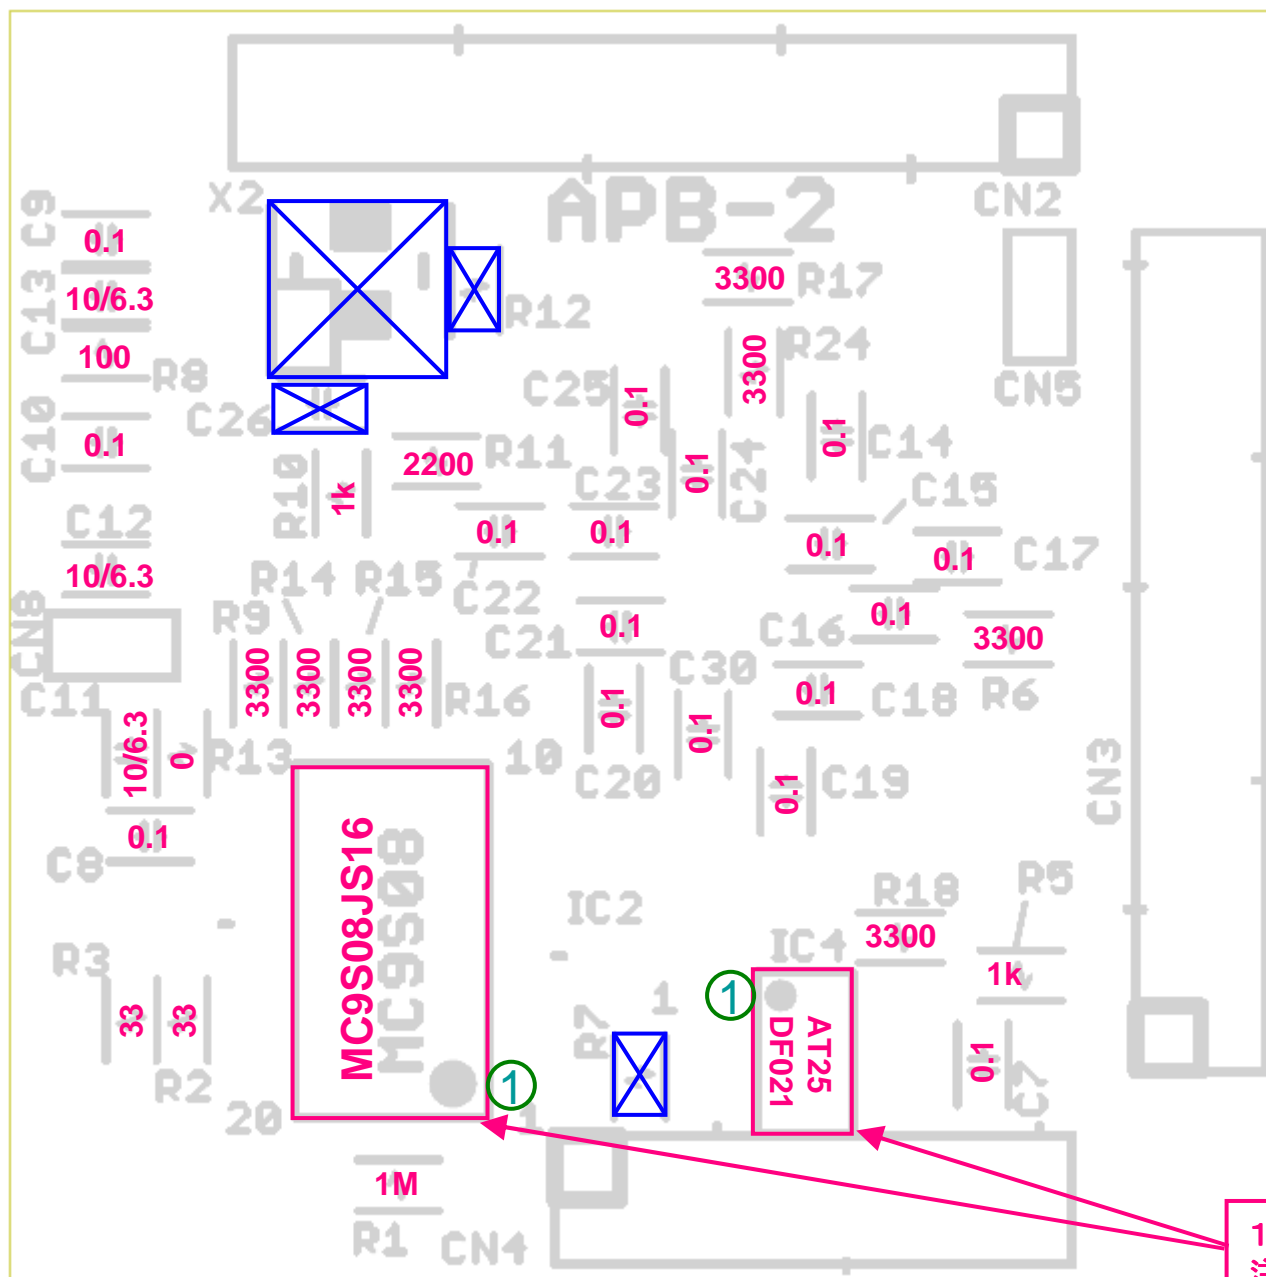 X2
APB-2
CN2
C9
0.1
C13
10/6.3
3300
R17
R12
100
R8
3300
R24
CN5
C25
0.1
C26
C10
0.1
2200
R11
0.1
C14
R10
1k
C23
0.1
C24
C15
C12
0.1
0.1
0.1
0.1
C17
10/6.3
R14
R15
C22
CN8
R9
C21
0.1
C16
0.1
3300
C30
3300
3300
3300
3300
R16
0.1
C18
R6
C11
0.1
0.1
10/6.3
0
R13
10
C20
0.1
C19
CN3
0.1
C8
MC9S08JS16
MC9S08
IC2
R18
R5
3300
IC4
R3
1k
33
33
R7
1
1
AT25
DF021
0.1
C7
R2
1
20
1
1M
R1
CN4
1